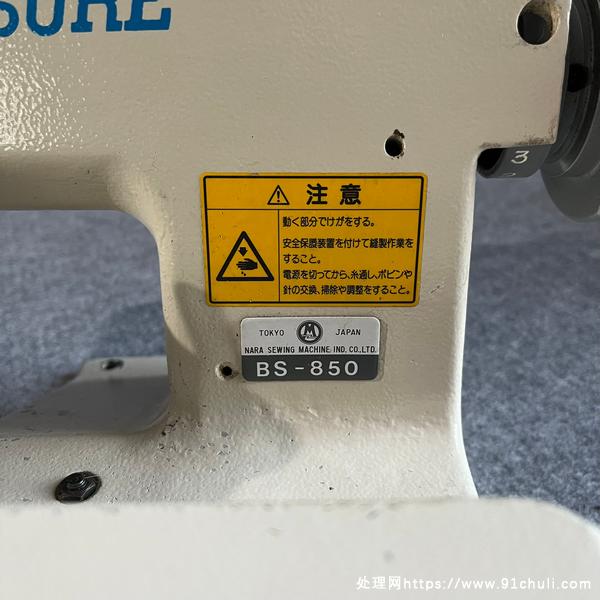 SURE
3
注意
動く部分でけがをする。
安全保護装置を付けて縫製作業を
すること。
電源を切ってから、糸通し、ボビンや
針の交換、掃除や調整をすること。
TOKYO JAPAN
NARA SEWING MACHINE IND. CO., LTD.
BS-850
处理网https://www.91chuli.com/